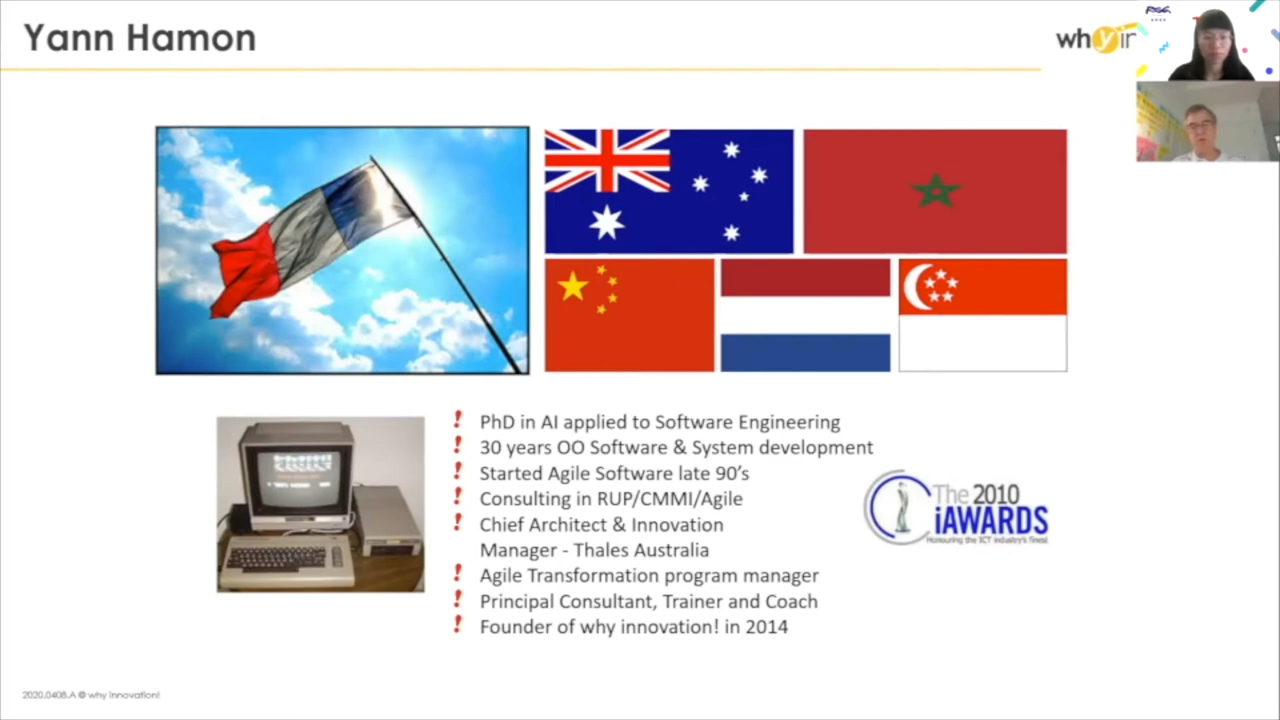 Yann Hamon
whyin
RSG
PhD in AI applied to Software Engineering
30 years OO Software & System development
Started Agile Software late 90’s
Consulting in RUP/CMMI/Agile
Chief Architect & Innovation
Manager - Thales Australia
Agile Transformation program manager
Principal Consultant, Trainer and Coach
Founder of why innovation! in 2014
The 2010
iAWARDS
Honouring the ICT industry's finest
2020.0408.A @ why innovation!